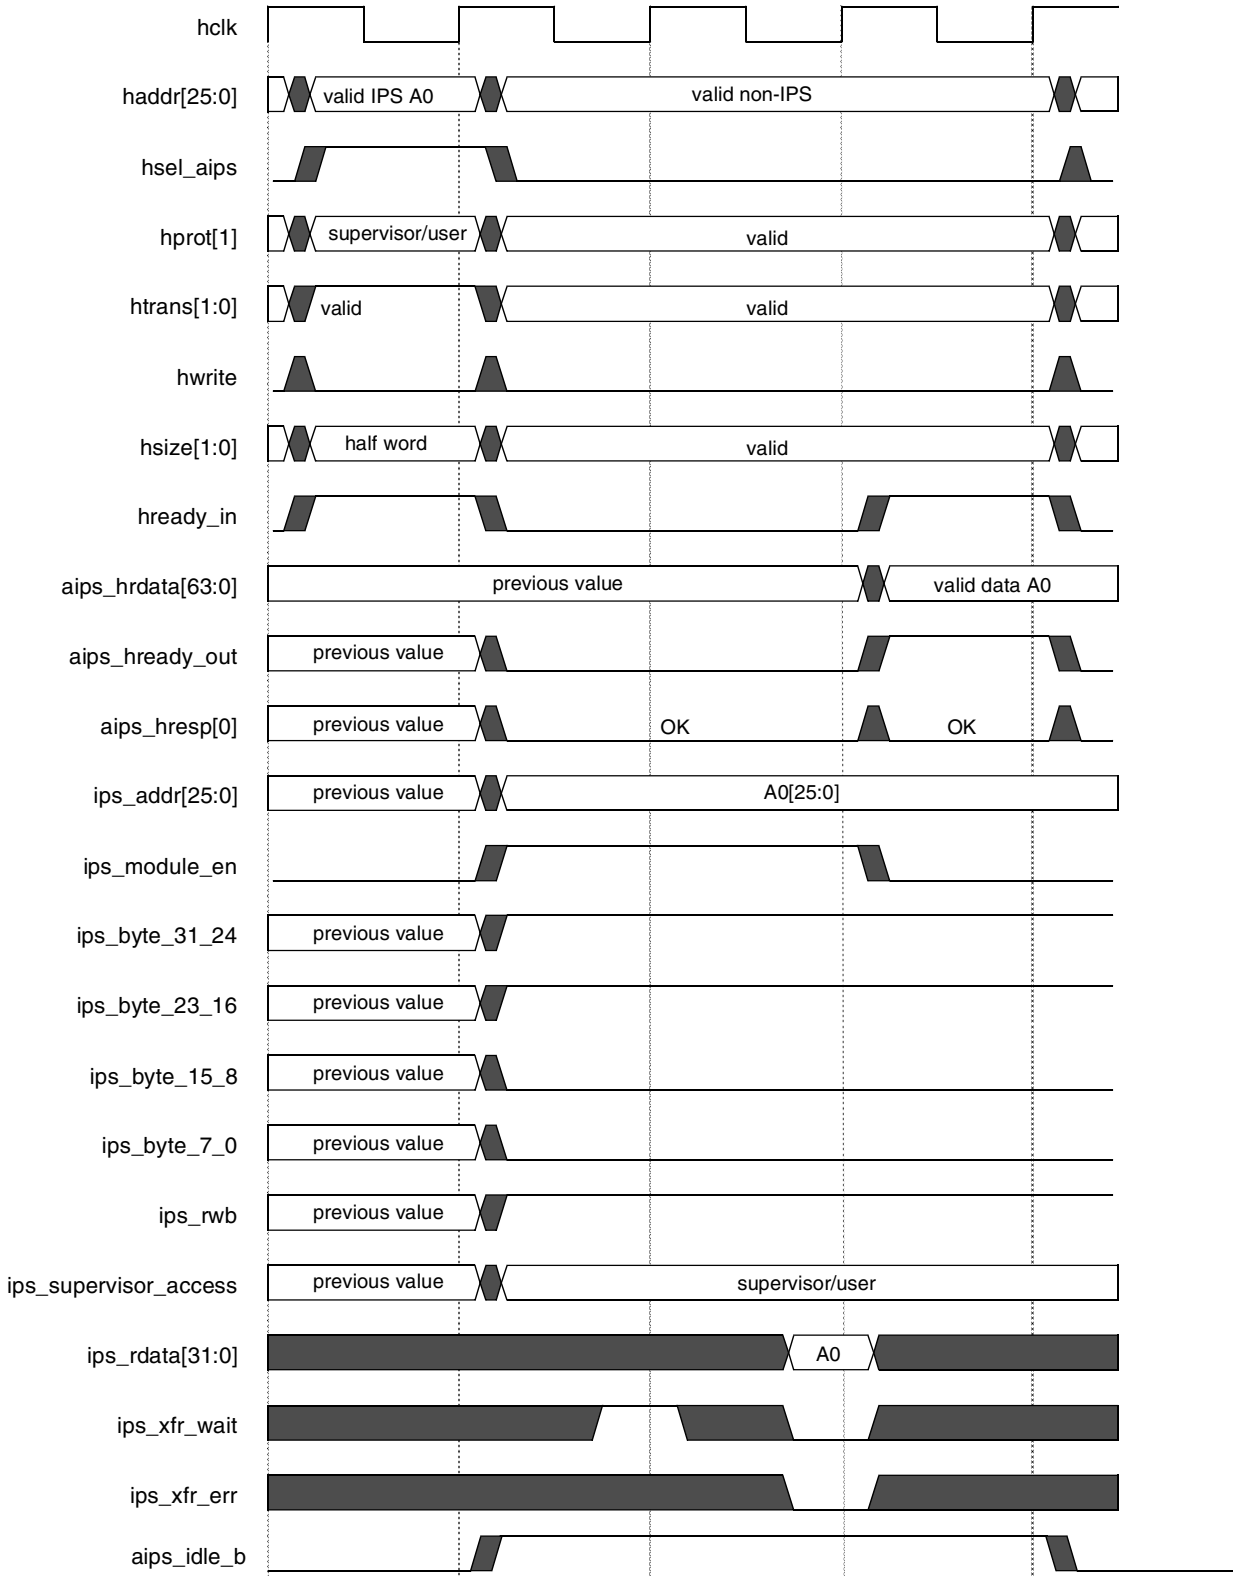 hclk
haddr[25:0] valid IPS A0 valid non-IPS
hsel_aips
hprot[1] supervisor/user valid
htrans[1:0] valid valid
hwrite
hsize[1:0] half word valid
hready_in
aips_hrdata[63:0] previous value valid data A0
aips_hready_out previous value
aips_hresp[0] previous value OK OK
ips_addr[25:0] previous value A0[25:0]
ips_module_en
ips_byte_31_24 previous value
ips_byte_23_16 previous value
ips_byte_15_8 previous value
ips_byte_7_0 previous value
ips_rwb previous value
ips_supervisor_access previous value supervisor/user
ips_rdata[31:0] A0
ips_xfr_wait
ips_xfr_err
aips_idle_b